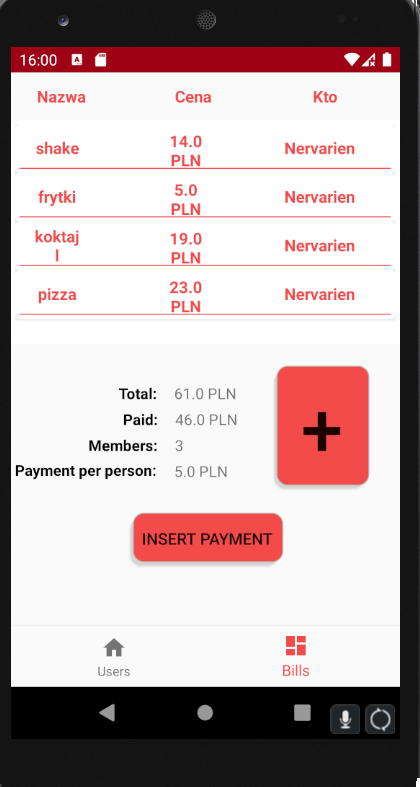 16:00
Nazwa Cena Kto
shake 14.0 PLN Nervarien
frytki 5.0 PLN Nervarien
koktajl 19.0 PLN Nervarien
pizza 23.0 PLN Nervarien
Total: 61.0 PLN
Paid: 46.0 PLN
Members: 3
Payment per person: 5.0 PLN
+
INSERT PAYMENT
Users Bills